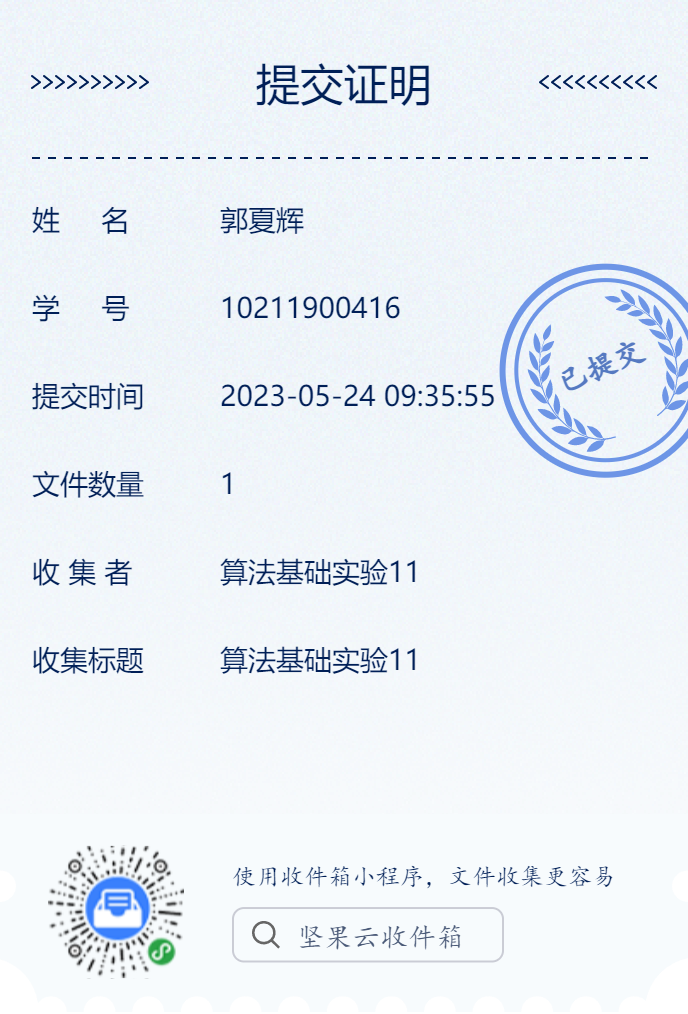 >>>>>>>>>> 提交证明 <<<<<<<<<<
姓 名 郭夏辉
学 号 10211900416
提交时间 2023-05-24 09:35:55
已提交
文件数量 1
收 集 者 算法基础实验11
收集标题 算法基础实验11
使用收件箱小程序，文件收集更容易
坚果云收件箱